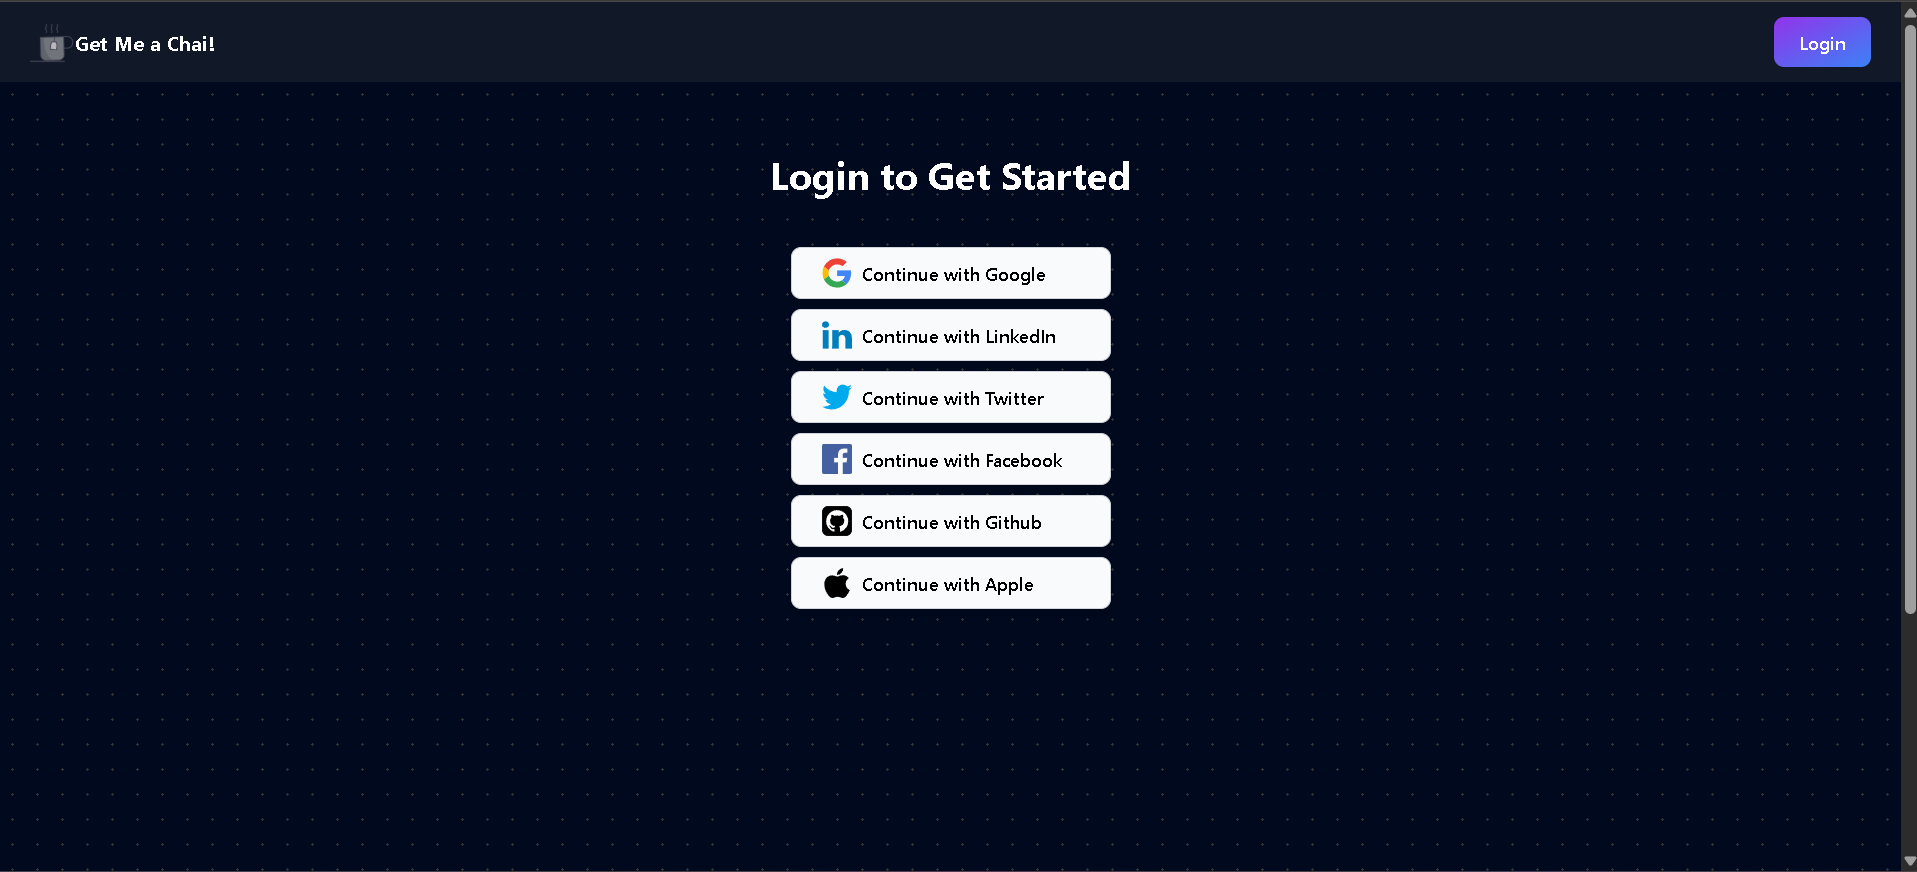 Get Me a Chai!
Login
Login to Get Started
Continue with Google
Continue with LinkedIn
Continue with Twitter
Continue with Facebook
Continue with Github
Continue with Apple